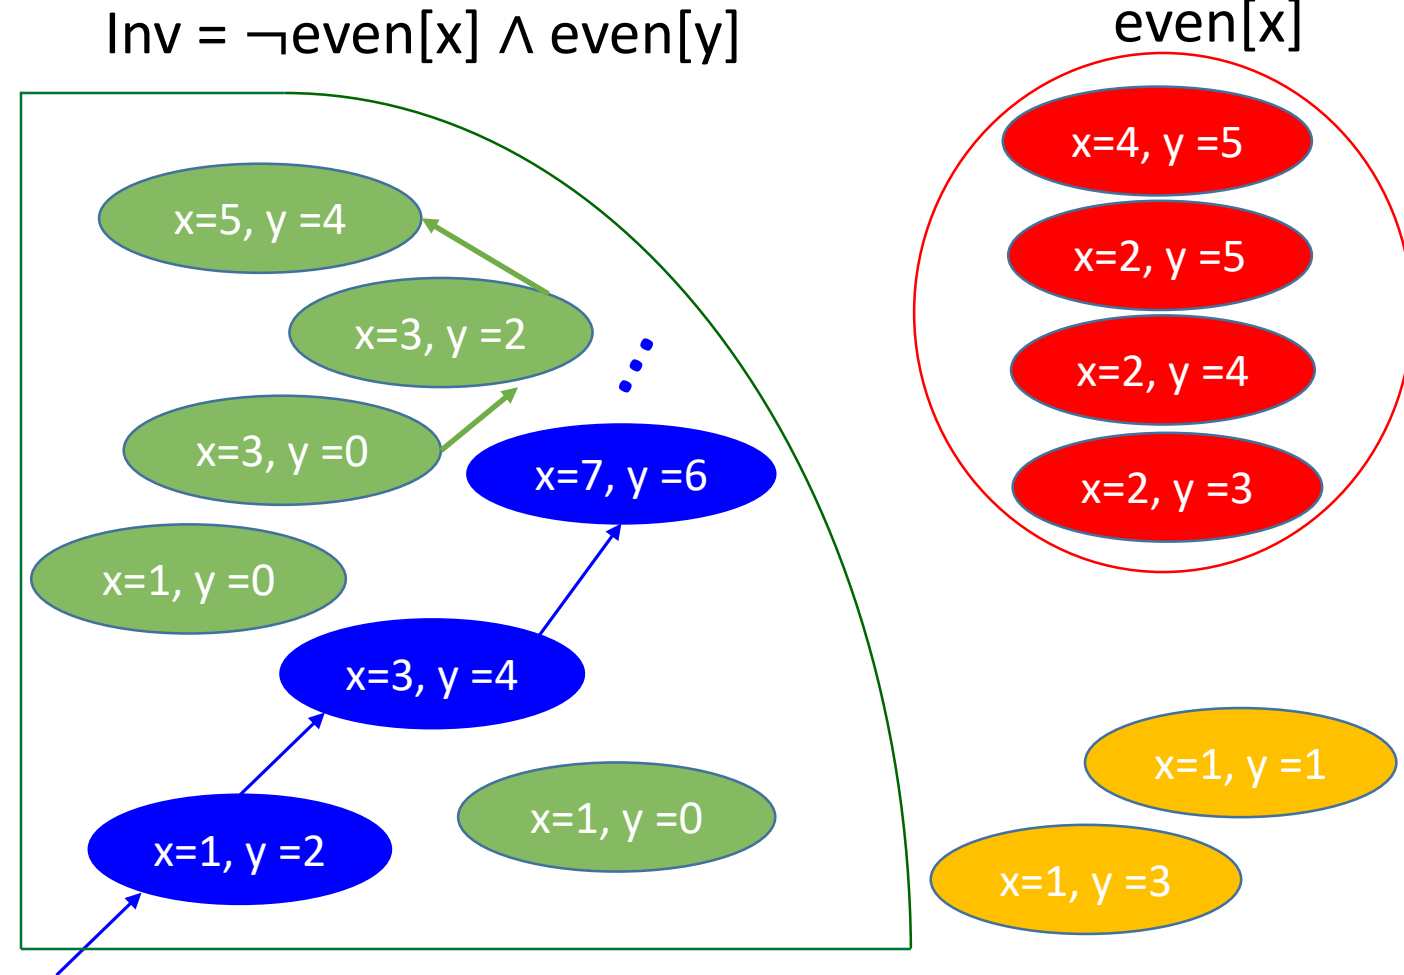 Inv = ¬even[x] ∧ even[y]
even[x]
x=5, y =4
x=3, y =2
x=3, y =0
x=7, y =6
x=1, y =0
x=3, y =4
x=1, y =0
x=1, y =2
x=4, y =5
x=2, y =5
x=2, y =4
x=2, y =3
x=1, y =1
x=1, y =3